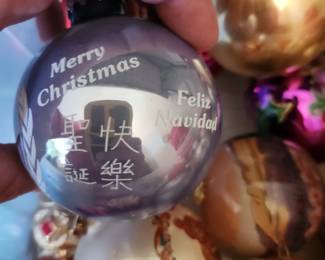 Merry
Christmas
Feliz
Navidad
聖快
誕樂